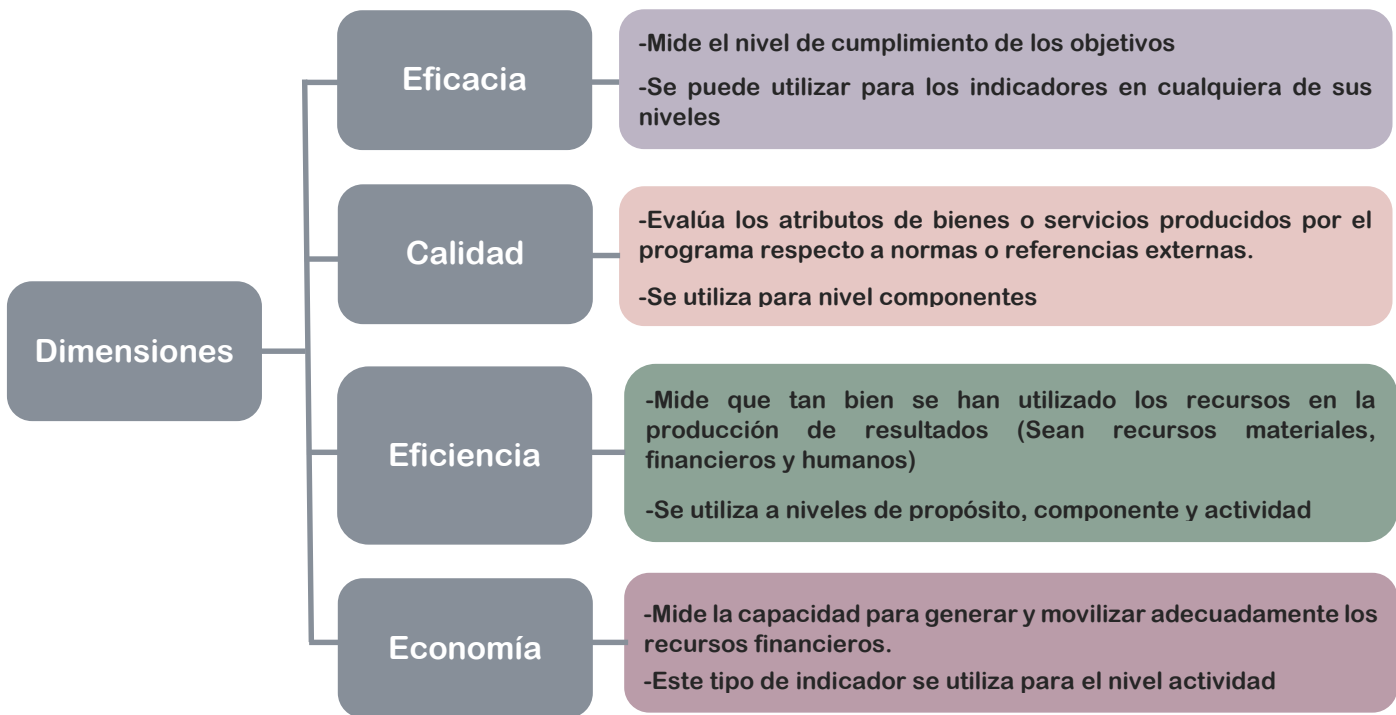 Dimensiones
Eficacia
-Mide el nivel de cumplimiento de los objetivos
-Se puede utilizar para los indicadores en cualquiera de sus
niveles
Calidad
-Evalúa los atributos de bienes o servicios producidos por el
programa respecto a normas o referencias externas.
-Se utiliza para nivel componentes
Eficiencia
-Mide que tan bien se han utilizado los recursos en la
producción de resultados (Sean recursos materiales,
financieros y humanos)
-Se utiliza a niveles de propósito, componente y actividad
Economía
-Mide la capacidad para generar y movilizar adecuadamente los
recursos financieros.
-Este tipo de indicador se utiliza para el nivel actividad